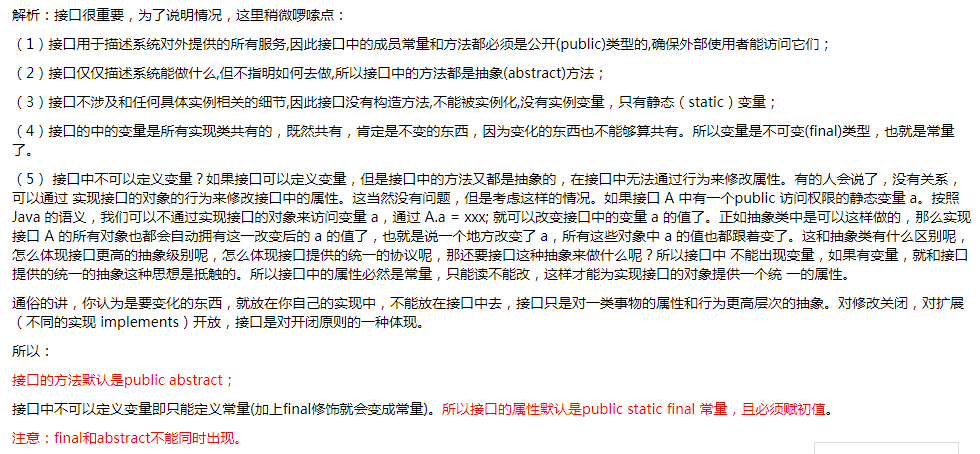 解析：接口很重要，为了说明情况，这里稍微啰嗦点：
（1）接口用于描述系统对外提供的所有服务,因此接口中的成员常量和方法都必须是公开(public)类型的,确保外部使用者能访问它们；
（2）接口仅仅描述系统能做什么,但不指明如何去做,所以接口中的方法都是抽象(abstract)方法；
（3）接口不涉及和任何具体实例相关的细节,因此接口没有构造方法,不能被实例化,没有实例变量，只有静态（static）变量；
（4）接口的中的变量是所有实现类共有的，既然共有，肯定是不变的东西，因为变化的东西也不能够算共有。所以变量是不可变(final)类型，也就是常量
了。
（5） 接口中不可以定义变量？如果接口可以定义变量，但是接口中的方法又都是抽象的，在接口中无法通过行为来修改属性。有的人会说了，没有关系，
可以通过 实现接口的对象的行为来修改接口中的属性。这当然没有问题，但是考虑这样的情况。如果接口 A 中有一个public 访问权限的静态变量 a。按照
Java 的语义，我们可以不通过实现接口的对象来访问变量 a，通过 A.a = xxx; 就可以改变接口中的变量 a 的值了。正如抽象类中是可以这样做的，那么实现
接口 A 的所有对象也都会自动拥有这一改变后的 a 的值了，也就是说一个地方改变了 a，所有这些对象中 a 的值也都跟着变了。这和抽象类有什么区别呢，
怎么体现接口更高的抽象级别呢，怎么体现接口提供的统一的协议呢，那还要接口这种抽象来做什么呢？所以接口中 不能出现变量，如果有变量，就和接口
提供的统一的抽象这种思想是抵触的。所以接口中的属性必然是常量，只能读不能改，这样才能为实现接口的对象提供一个统 一的属性。
通俗的讲，你认为是要变化的东西，就放在你自己的实现中，不能放在接口中去，接口只是对一类事物的属性和行为更高层次的抽象。对修改关闭，对扩展
（不同的实现 implements）开放，接口是对开闭原则的一种体现。
所以：
接口的方法默认是public abstract；
接口中不可以定义变量即只能定义常量(加上final修饰就会变成常量)。所以接口的属性默认是public static final 常量，且必须赋初值。
注意：final和abstract不能同时出现。